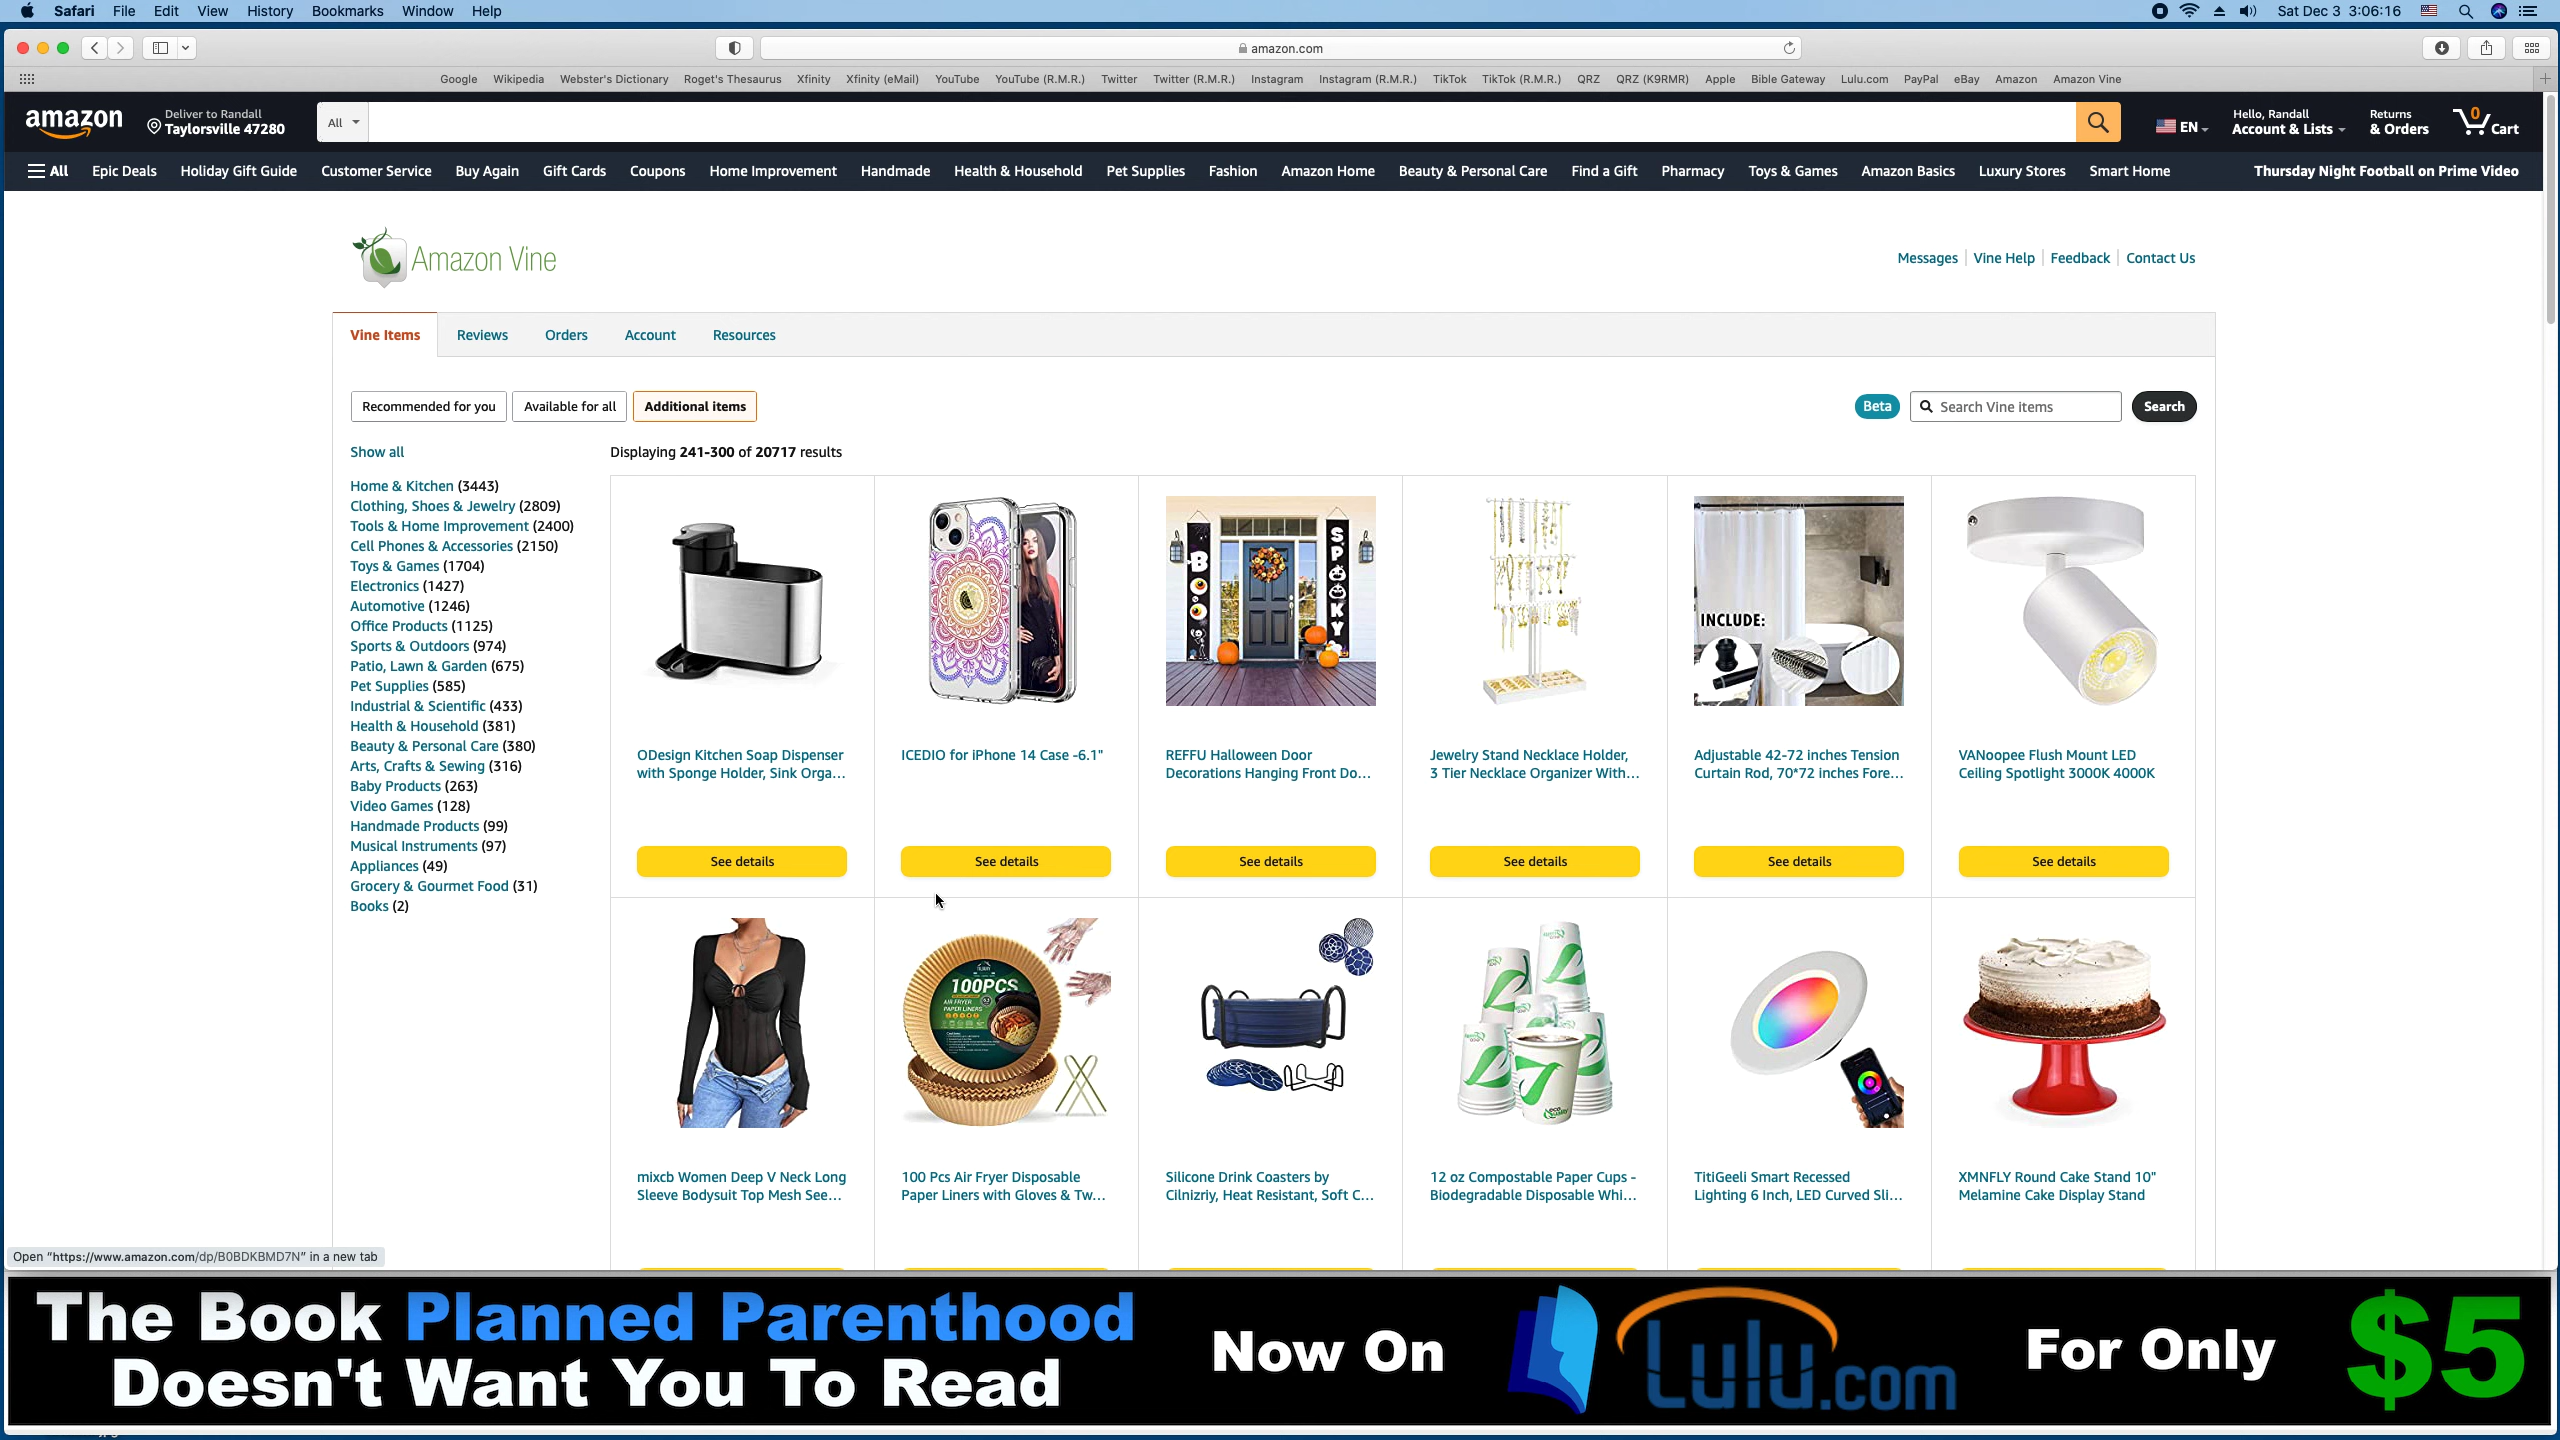 Safari File Edit View History Bookmarks Window Help
Sat Dec 3 3:06:16
amazon.com
Google Wikipedia Webster's Dictionary Roget's Thesaurus Xfinity Xfinity (eMail) YouTube YouTube (R.M.R.) Twitter Twitter (R.M.R.) Instagram Instagram (R.M.R.) TikTok TikTok (R.M.R.) QRZ QRZ (K9RMR) Apple Bible Gateway Lulu.com PayPal eBay Amazon Amazon Vine
amazon
Deliver to Randall
Taylorsville 47280
All
EN
Hello, Randall
Account & Lists
Returns
& Orders
0
Cart
All Epic Deals Holiday Gift Guide Customer Service Buy Again Gift Cards Coupons Home Improvement Handmade Health & Household Pet Supplies Fashion Amazon Home Beauty & Personal Care Find a Gift Pharmacy Toys & Games Amazon Basics Luxury Stores Smart Home
Thursday Night Football on Prime Video
Amazon Vine
Messages Vine Help Feedback Contact Us
Vine Items Reviews Orders Account Resources
Recommended for you Available for all Additional items
Beta Search Vine items Search
Show all
Displaying 241-300 of 20717 results
Home & Kitchen (3443)
Clothing, Shoes & Jewelry (2809)
Tools & Home Improvement (2400)
Cell Phones & Accessories (2150)
Toys & Games (1704)
Electronics (1427)
Automotive (1246)
Office Products (1125)
Sports & Outdoors (974)
Patio, Lawn & Garden (675)
Pet Supplies (585)
Industrial & Scientific (433)
Health & Household (381)
Beauty & Personal Care (380)
Arts, Crafts & Sewing (316)
Baby Products (263)
Video Games (128)
Handmade Products (99)
Musical Instruments (97)
Appliances (49)
Grocery & Gourmet Food (31)
Books (2)
INCLUDE:
ODesign Kitchen Soap Dispenser
with Sponge Holder, Sink Orga...
ICEDIO for iPhone 14 Case -6.1"
REFFU Halloween Door
Decorations Hanging Front Do...
Jewelry Stand Necklace Holder,
3 Tier Necklace Organizer With...
Adjustable 42-72 inches Tension
Curtain Rod, 70*72 inches Fore...
VANoopee Flush Mount LED
Ceiling Spotlight 3000K 4000K
See details See details See details See details See details See details
100PCS
AIR FRYER
PAPER LINERS
mixcb Women Deep V Neck Long
Sleeve Bodysuit Top Mesh See...
100 Pcs Air Fryer Disposable
Paper Liners with Gloves & Tw...
Silicone Drink Coasters by
Cilnizriy, Heat Resistant, Soft C...
12 oz Compostable Paper Cups -
Biodegradable Disposable Whi...
TitiGeeli Smart Recessed
Lighting 6 Inch, LED Curved Sli...
XMNFLY Round Cake Stand 10"
Melamine Cake Display Stand
Open "https://www.amazon.com/dp/B0BDKBMD7N" in a new tab
The Book Planned Parenthood
Doesn't Want You To Read
Now On
Lulu.com
For Only
$5